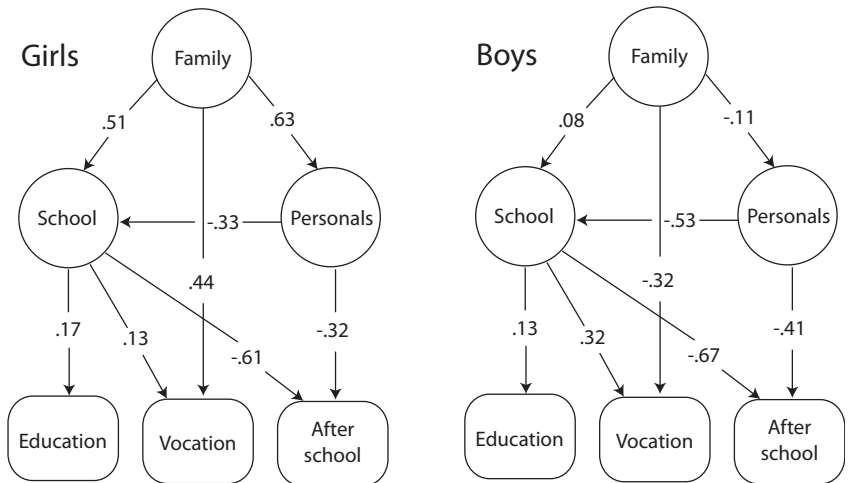 Girls
Family
.51
.63
School
-.33
Personals
.44
.17
.13
-.61
-.32
Education
Vocation
After
school
Boys
Family
.08
-.11
School
-.53
Personals
-.32
.13
.32
-.67
-.41
Education
Vocation
After
school